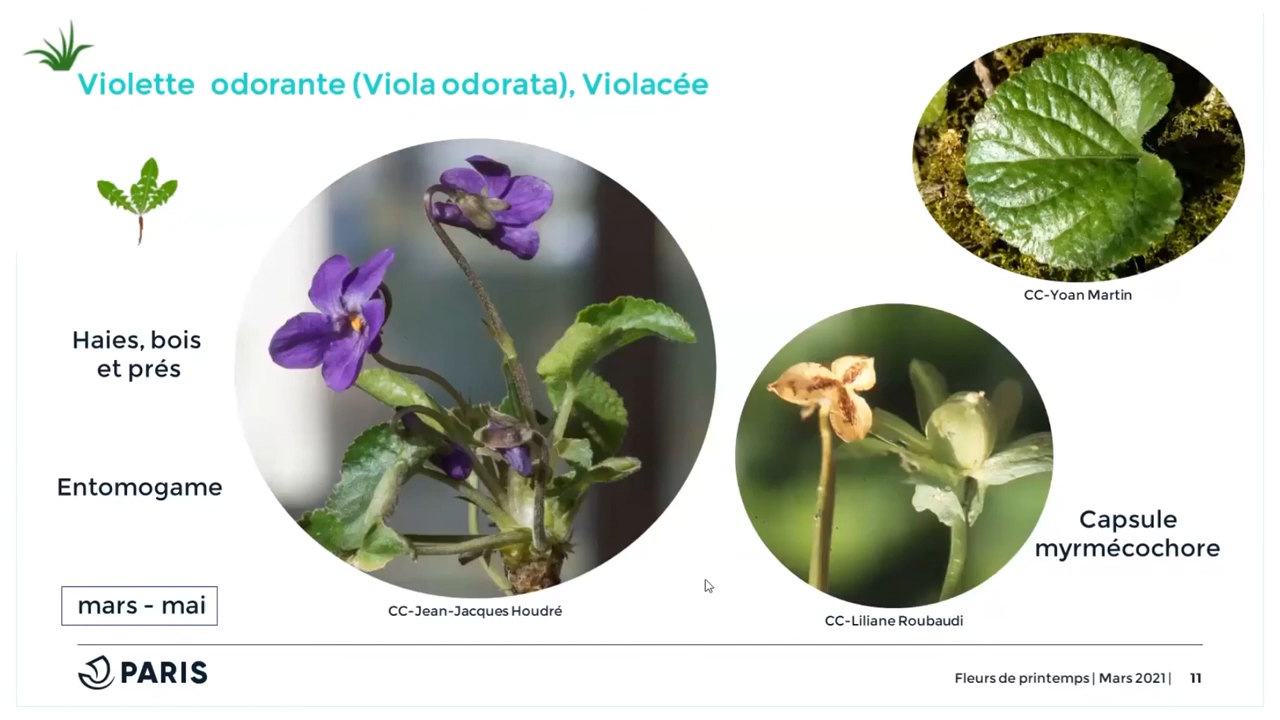 Violette odorante (Viola odorata), Violacée
CC-Yoan Martin
Haies, bois
et prés
Entomogame
Capsule
myrmécochore
mars - mai
CC-Jean-Jacques Houdré
CC-Liliane Roubaudi
PARIS
Fleurs de printemps | Mars 2021 | 11